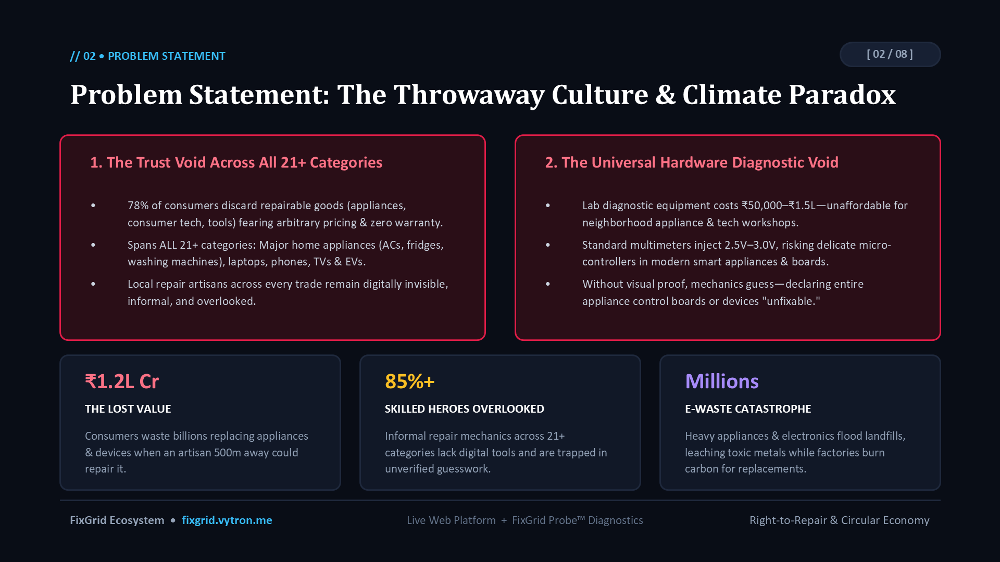 // 02 • PROBLEM STATEMENT
[ 02 / 08 ]
Problem Statement: The Throwaway Culture & Climate Paradox
1. The Trust Void Across All 21+ Categories
• 78% of consumers discard repairable goods (appliances,
consumer tech, tools) fearing arbitrary pricing & zero warranty.
• Spans ALL 21+ categories: Major home appliances (ACs, fridges,
washing machines), laptops, phones, TVs & EVs.
• Local repair artisans across every trade remain digitally invisible,
informal, and overlooked.
2. The Universal Hardware Diagnostic Void
• Lab diagnostic equipment costs ₹50,000–₹1.5L—unaffordable for
neighborhood appliance & tech workshops.
• Standard multimeters inject 2.5V–3.0V, risking delicate micro-
controllers in modern smart appliances & boards.
• Without visual proof, mechanics guess—declaring entire
appliance control boards or devices "unfixable."
₹1.2L Cr
THE LOST VALUE
Consumers waste billions replacing appliances
& devices when an artisan 500m away could
repair it.
85%+
SKILLED HEROES OVERLOOKED
Informal repair mechanics across 21+
categories lack digital tools and are trapped in
unverified guesswork.
Millions
E-WASTE CATASTROPHE
Heavy appliances & electronics flood landfills,
leaching toxic metals while factories burn
carbon for replacements.
FixGrid Ecosystem • fixgrid.vytron.me
Live Web Platform + FixGrid Probe™ Diagnostics
Right-to-Repair & Circular Economy